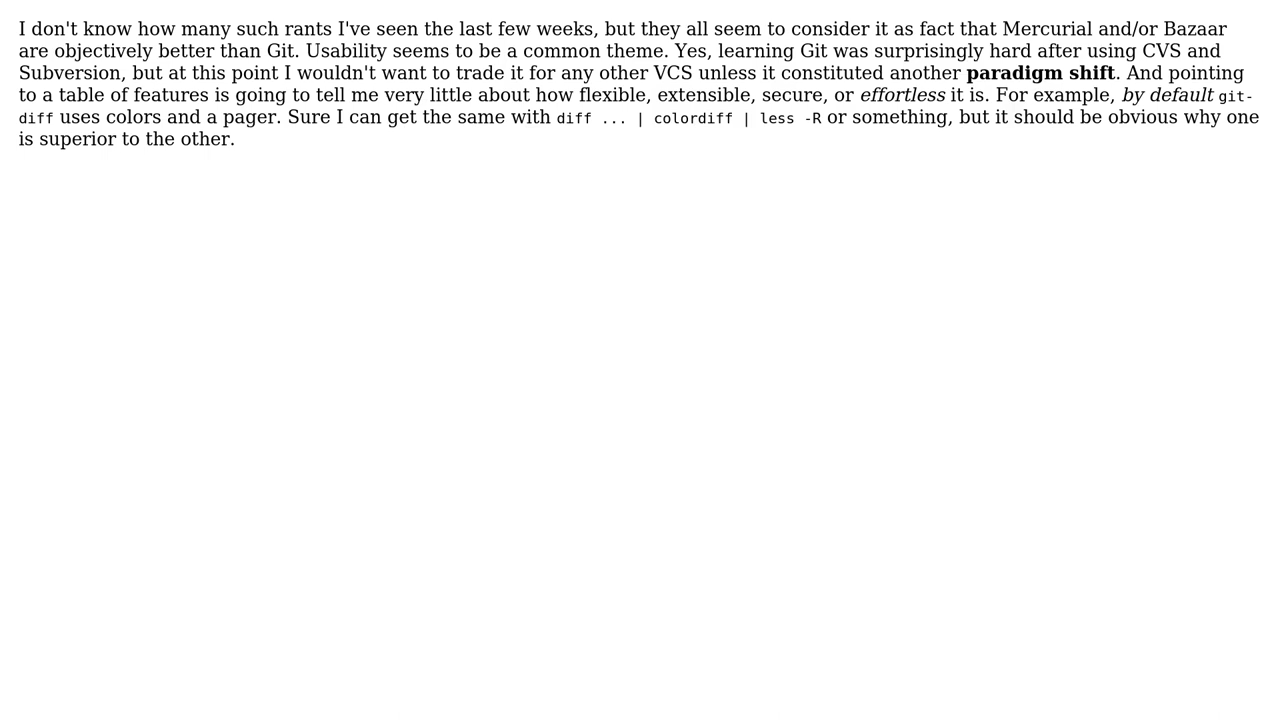 I don't know how many such rants I've seen the last few weeks, but they all seem to consider it as fact that Mercurial and/or Bazaar
are objectively better than Git. Usability seems to be a common theme. Yes, learning Git was surprisingly hard after using CVS and
Subversion, but at this point I wouldn't want to trade it for any other VCS unless it constituted another paradigm shift. And pointing
to a table of features is going to tell me very little about how flexible, extensible, secure, or effortless it is. For example, by default git-
diff uses colors and a pager. Sure I can get the same with diff ... | colordiff | less -R or something, but it should be obvious why one
is superior to the other.